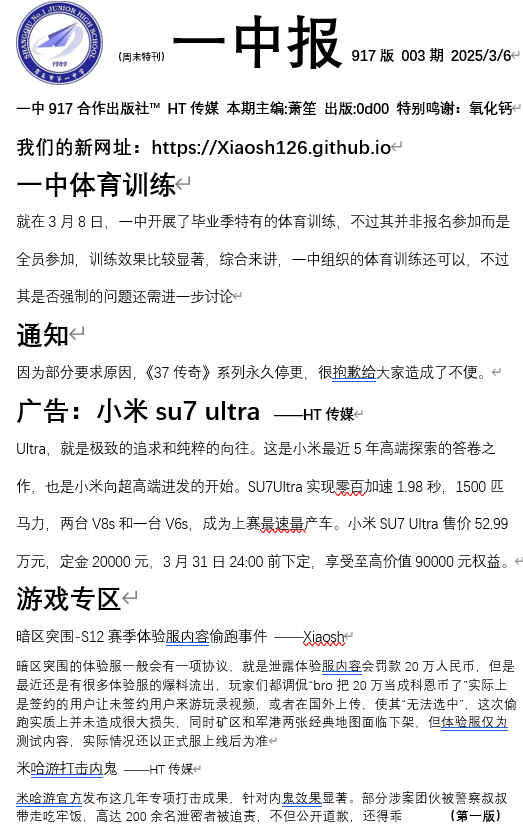 SHANGQIU No.1 JUNIOR HIGH SCHOOL
1989
商丘市第一中学
(周末特刊) 一中报 917 版 003 期 2025/3/6
一中 917 合作出版社™ HT 传媒 本期主编:萧笙 出版:0d00 特别鸣谢：氧化钙
我们的新网址：https://Xiaosh126.github.io
一中体育训练
就在 3 月 8 日，一中开展了毕业季特有的体育训练，不过其并非报名参加而是
全员参加，训练效果比较显著，综合来讲，一中组织的体育训练还可以，不过
其是否强制的问题还需进一步讨论
通知
因为部分要求原因，《37 传奇》系列永久停更，很抱歉给大家造成了不便。
广告：小米 su7 ultra ——HT 传媒
Ultra，就是极致的追求和纯粹的向往。这是小米最近 5 年高端探索的答卷之
作，也是小米向超高端进发的开始。SU7Ultra 实现零百加速 1.98 秒，1500 匹
马力，两台 V8s 和一台 V6s，成为上赛最速量产车。小米 SU7 Ultra 售价 52.99
万元，定金 20000 元，3 月 31 日 24:00 前下定，享受至高价值 90000 元权益。
游戏专区
暗区突围-S12 赛季体验服内容偷跑事件 ——Xiaosh
暗区突围的体验服一般会有一项协议，就是泄露体验服内容会罚款 20 万人民币，但是
最近还是有很多体验服的爆料流出，玩家们都调侃“bro 把 20 万当成科恩币了”实际上
是签约的用户让未签约用户来游玩录视频，或者在国外上传，使其“无法选中”，这次偷
跑实质上并未造成很大损失，同时矿区和军港两张经典地图面临下架，但体验服仅为
测试内容，实际情况还以正式服上线后为准
米哈游打击内鬼 ——HT 传媒
米哈游官方发布这几年专项打击成果，针对内鬼效果显著。部分涉案团伙被警察叔叔
带走吃牢饭，高达 200 余名泄密者被追责，不但公开道歉，还得乖 (第一版)